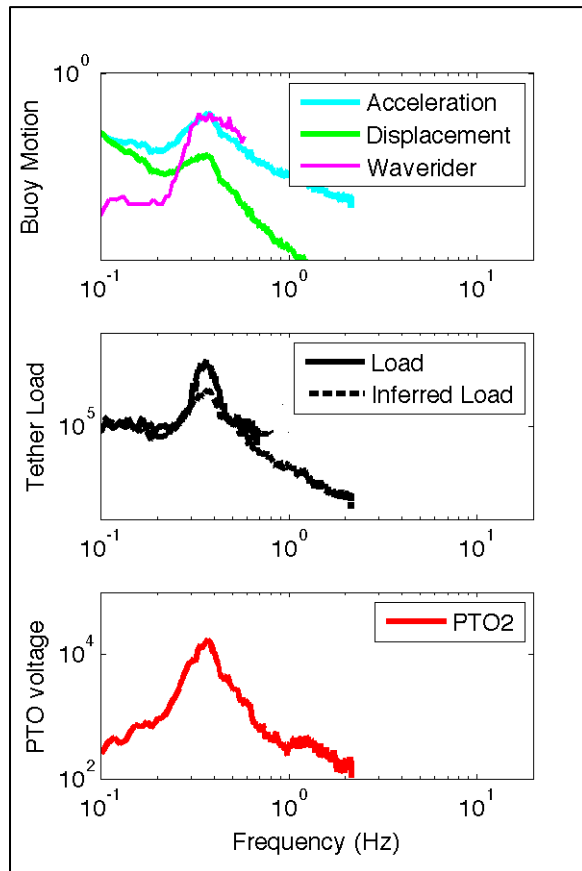 Buoy Motion
10^0
Acceleration
Displacement
Waverider
10^-1 10^0 10^1
Tether Load
10^5
Load
Inferred Load
10^-1 10^0 10^1
PTO voltage
10^4
10^2
PTO2
10^-1 10^0 10^1
Frequency (Hz)